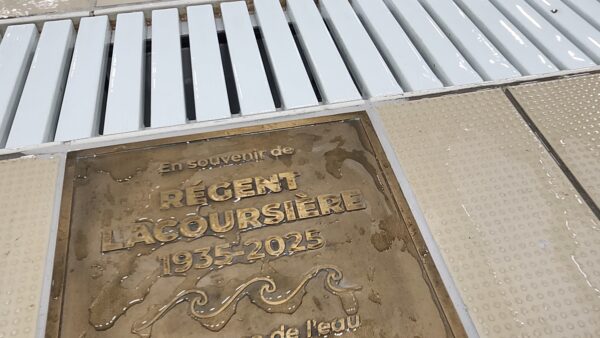 En souvenir de
RÉGENT
LACOURSIÈRE
1935-2025
de l'eau